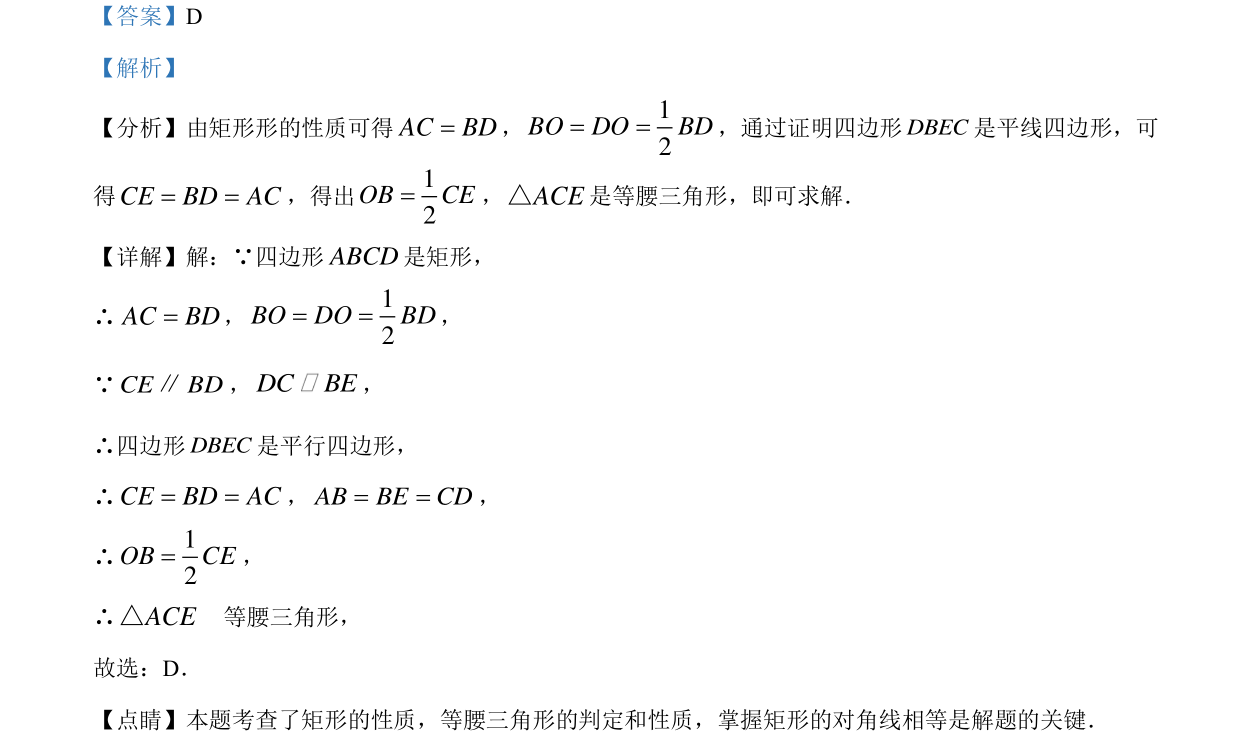 【答案】D
【解析】
【分析】由矩形形的性质可得 AC = BD，BO = DO = 1/2 BD，通过证明四边形 DBEC 是平线四边形，可
得 CE = BD = AC，得出 OB = 1/2 CE，△ACE 是等腰三角形，即可求解．
【详解】解：∵四边形 ABCD 是矩形，
∴ AC = BD，BO = DO = 1/2 BD，
∵ CE ∥ BD，DC □ BE，
∴四边形 DBEC 是平行四边形，
∴ CE = BD = AC，AB = BE = CD，
∴ OB = 1/2 CE，
∴ △ACE 等腰三角形，
故选：D．
【点睛】本题考查了矩形的性质，等腰三角形的判定和性质，掌握矩形的对角线相等是解题的关键．